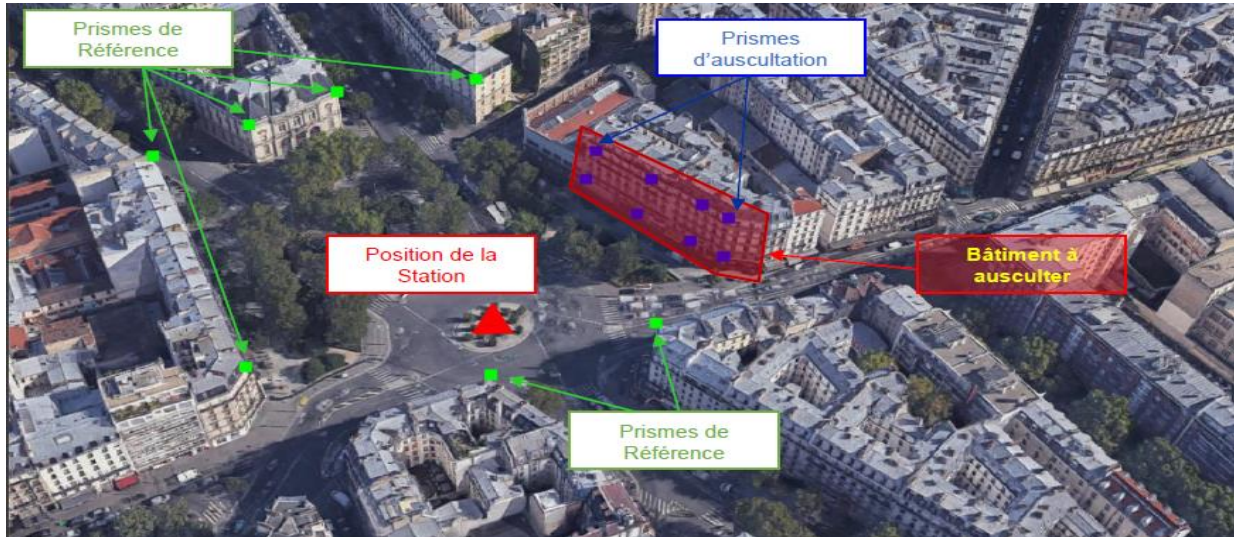 Prismes de
Référence
Prismes
d'auscultation
Position de la
Station
Bâtiment à
ausculter
Prismes de
Référence